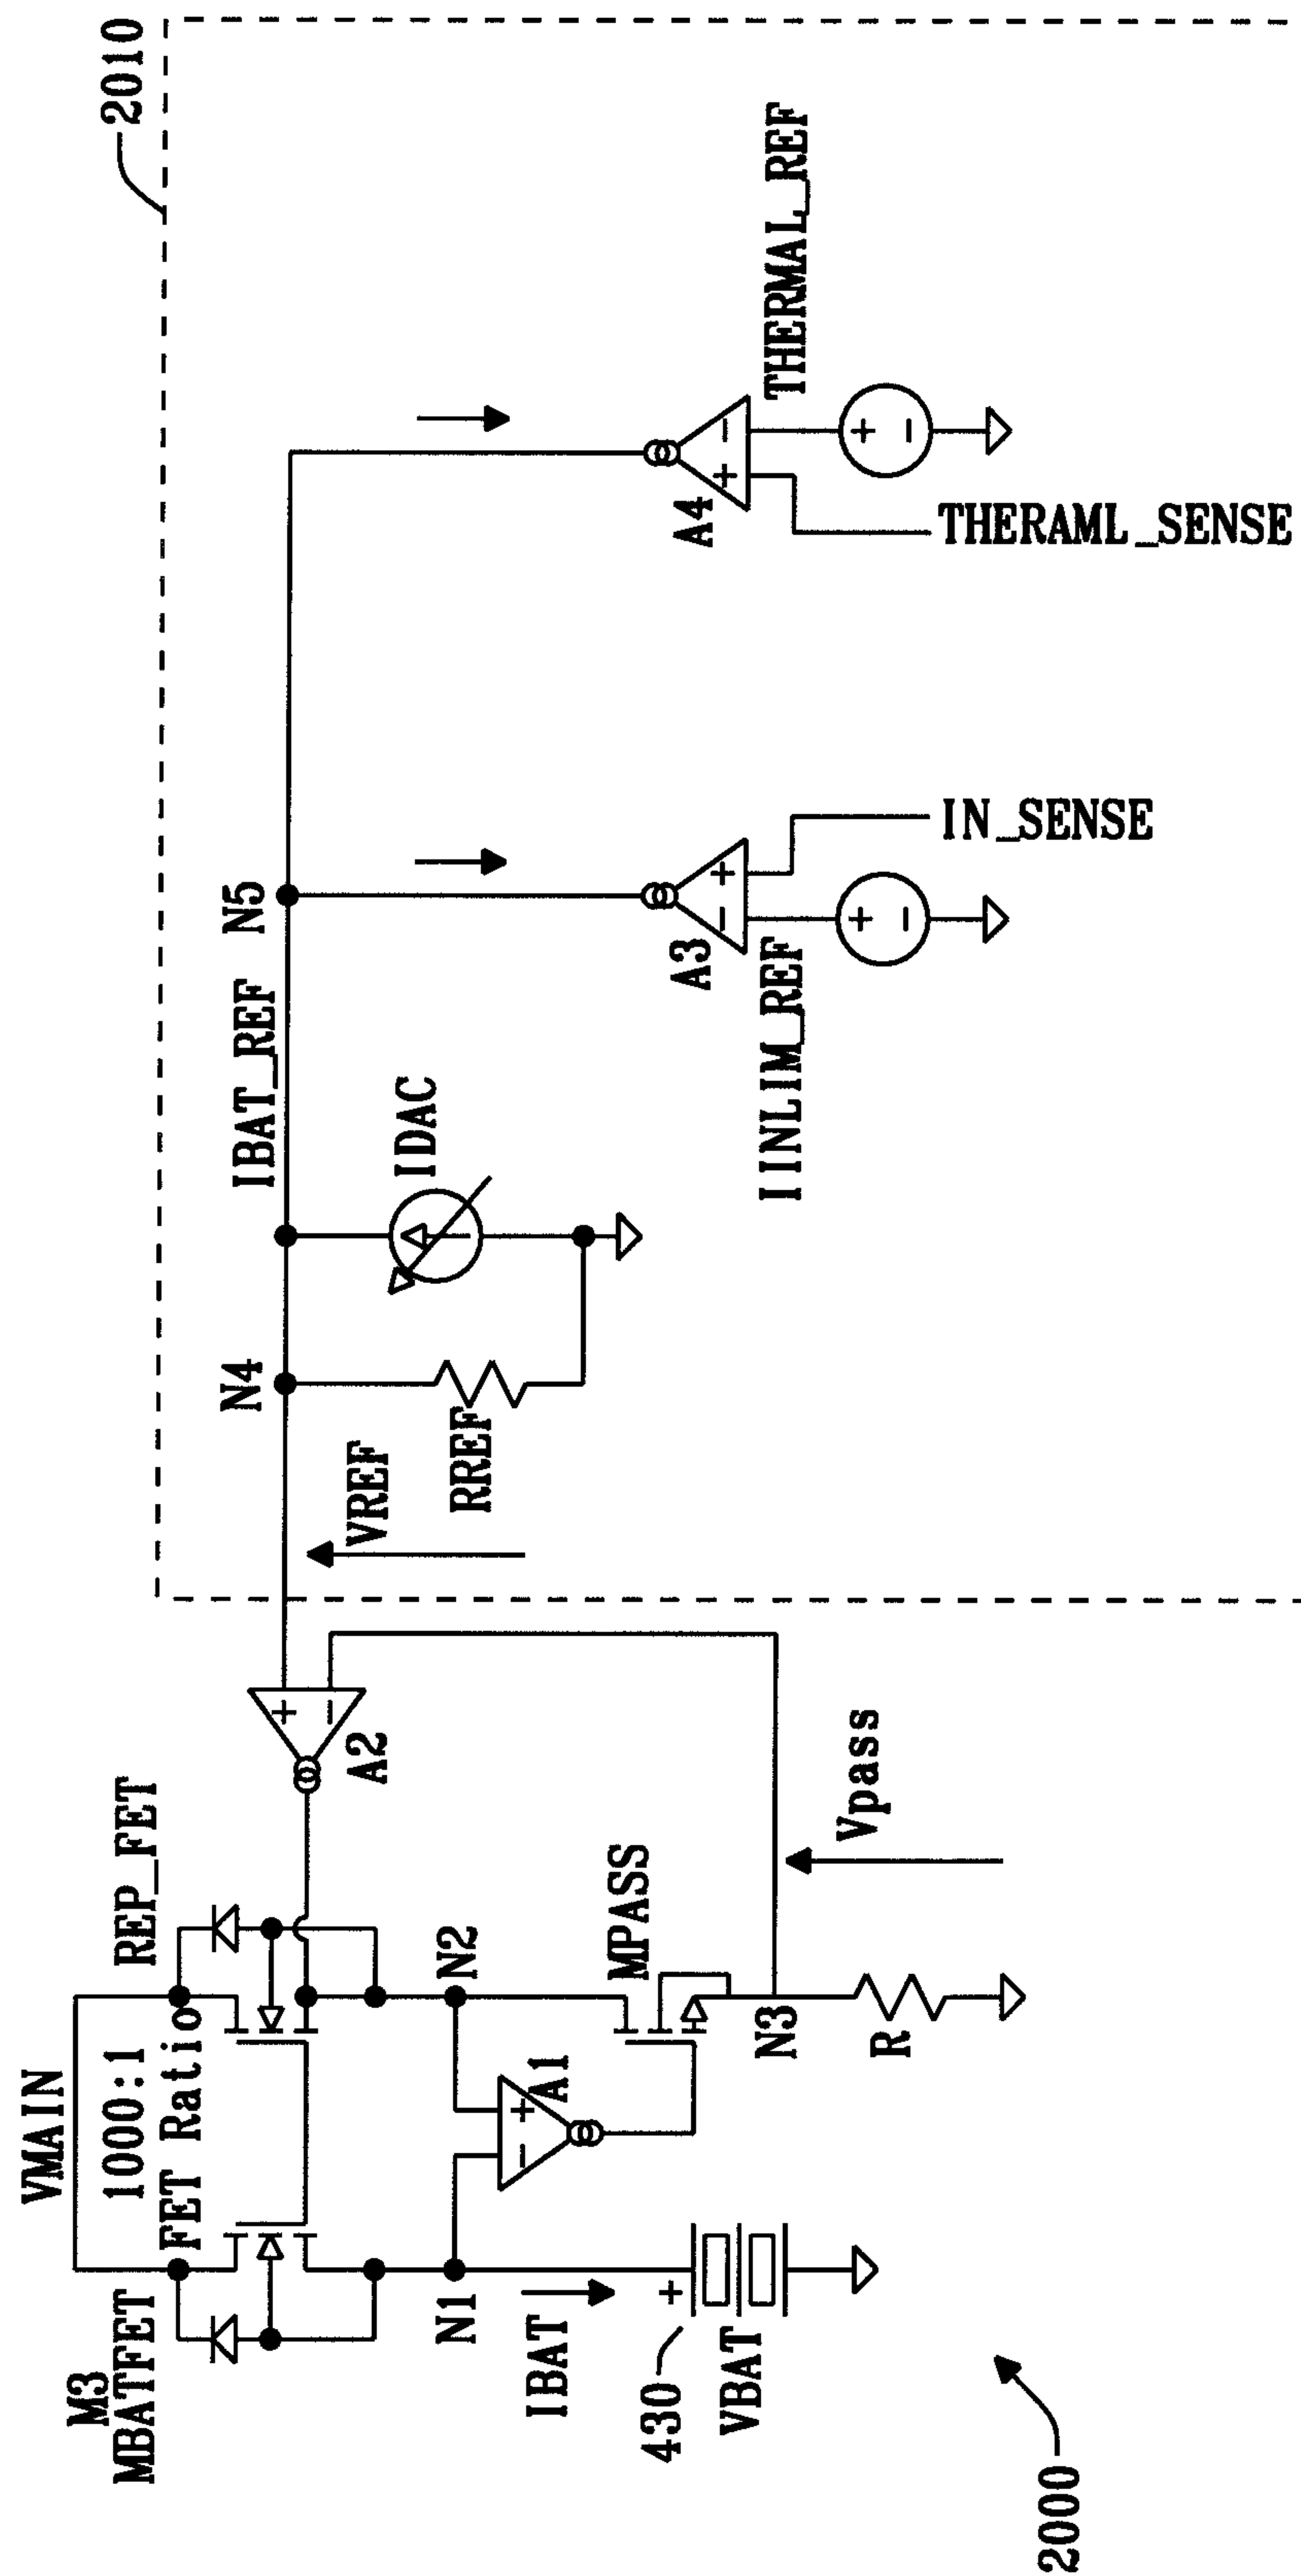 2010
VMAIN
M3
MBATFET
1000:1
FET Ratio
REP_FET
N1
N2
IBAT
+
430
VBAT
−
+
A1
MPASS
N3
R
Vpass
+
−
A2
VREF
N4
RREF
IDAC
IBAT_REF
N5
A3
−
+
IINLIM_REF
+
−
IN_SENSE
A4
+
−
THERMAL_REF
+
−
THERAML_SENSE
2000